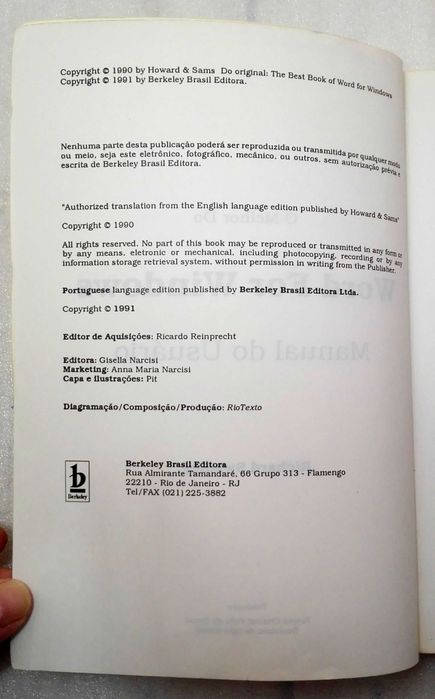 Copyright © 1990 by Howard & Sams Do original: The Best Book of Word for Windows
Copyright © 1991 by Berkeley Brasil Editora.
Nenhuma parte desta publicação poderá ser reproduzida ou transmitida por qualquer modo
ou meio, seja este eletrônico, fotográfico, mecânico, ou outros, sem autorização prévia e
escrita de Berkeley Brasil Editora.
"Authorized translation from the English language edition published by Howard & Sams"
Copyright © 1990
All rights reserved. No part of this book may be reproduced or transmitted in any form or
by any means, eletronic or mechanical, including photocopying, recording or by any
information storage retrieval system, without permission in writing from the Publisher.
Portuguese language edition published by Berkeley Brasil Editora Ltda.
Copyright © 1991
Editor de Aquisições: Ricardo Reinprecht
Editora: Gisella Narcisi
Marketing: Anna Maria Narcisi
Capa e ilustrações: Pit
Diagramação/Composição/Produção: RioTexto
b
Berkeley
Berkeley Brasil Editora
Rua Almirante Tamandaré, 66 Grupo 313 - Flamengo
22210 - Rio de Janeiro - RJ
Tel/FAX (021) 225-3882